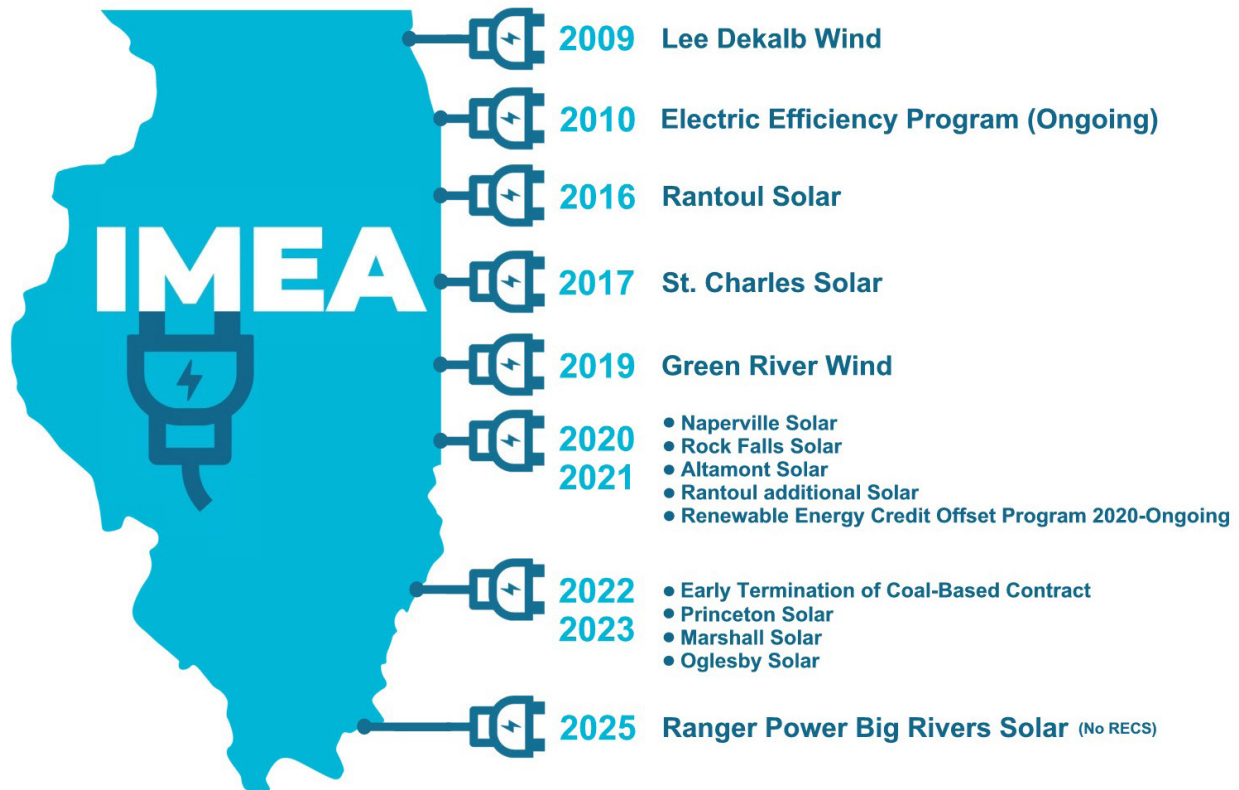 2009 Lee Dekalb Wind
2010 Electric Efficiency Program (Ongoing)
2016 Rantoul Solar
IMEA
2017 St. Charles Solar
2019 Green River Wind
2020
2021
• Naperville Solar
• Rock Falls Solar
• Altamont Solar
• Rantoul additional Solar
• Renewable Energy Credit Offset Program 2020-Ongoing
2022
2023
• Early Termination of Coal-Based Contract
• Princeton Solar
• Marshall Solar
• Oglesby Solar
2025 Ranger Power Big Rivers Solar (No RECS)